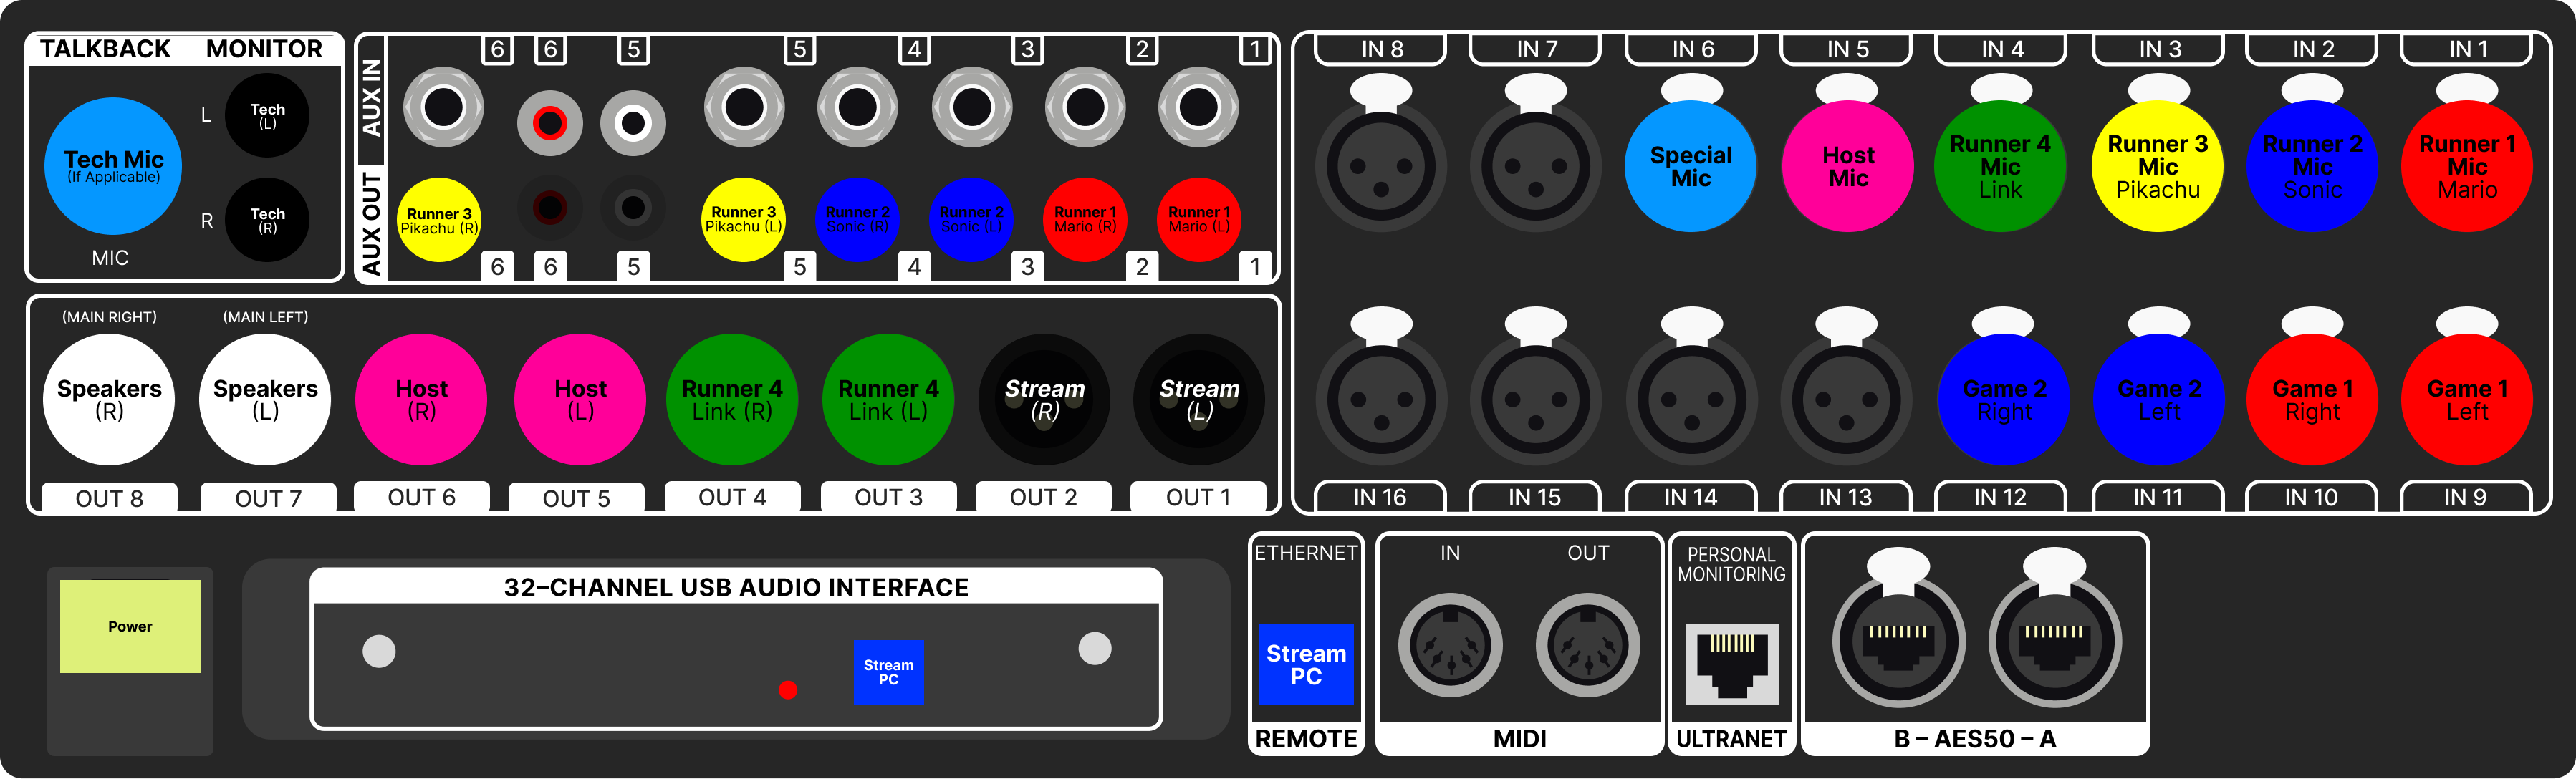 TALKBACK MONITOR
Tech Mic
(If Applicable)
MIC
L
Tech
(L)
R
Tech
(R)
AUX IN
6 6 5 5 4 3 2 1
AUX OUT
Runner 3
Pikachu (R)
Runner 3
Pikachu (L)
Runner 2
Sonic (R)
Runner 2
Sonic (L)
Runner 1
Mario (R)
Runner 1
Mario (L)
6 6 5 5 4 3 2 1
IN 8 IN 7 IN 6 IN 5 IN 4 IN 3 IN 2 IN 1
Special
Mic
Host
Mic
Runner 4
Mic
Link
Runner 3
Mic
Pikachu
Runner 2
Mic
Sonic
Runner 1
Mic
Mario
(MAIN RIGHT) (MAIN LEFT)
Speakers
(R)
Speakers
(L)
Host
(R)
Host
(L)
Runner 4
Link (R)
Runner 4
Link (L)
Stream
(R)
Stream
(L)
OUT 8 OUT 7 OUT 6 OUT 5 OUT 4 OUT 3 OUT 2 OUT 1
Game 2
Right
Game 2
Left
Game 1
Right
Game 1
Left
IN 16 IN 15 IN 14 IN 13 IN 12 IN 11 IN 10 IN 9
Power
32–CHANNEL USB AUDIO INTERFACE
Stream
PC
ETHERNET
Stream
PC
REMOTE
IN OUT
MIDI
PERSONAL
MONITORING
ULTRANET
B – AES50 – A